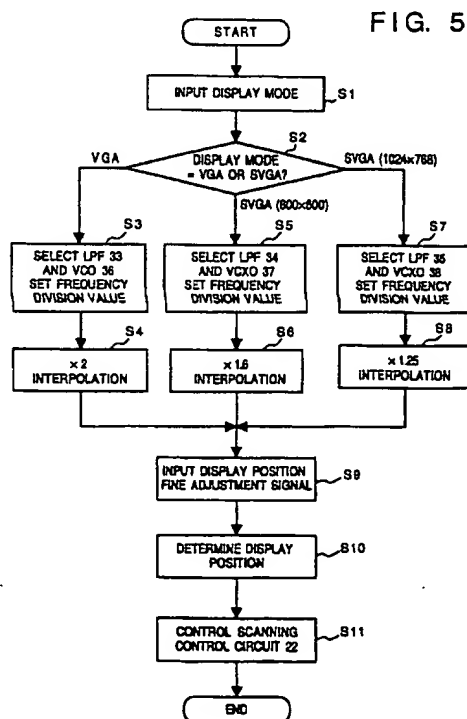 FIG. 5
START
INPUT DISPLAY MODE
S1
S2
DISPLAY MODE
= VGA OR SVGA?
VGA
SVGA
SVGA (1024×768)
S3
SELECT LPF 33
AND VCO 36
SET FREQUENCY
DIVISION VALUE
S5
SELECT LPF 34
AND VCXO 37
SET FREQUENCY
DIVISION VALUE
S7
SELECT LPF 35
AND VCXO 38
SET FREQUENCY
DIVISION VALUE
S4
× 2
INTERPOLATION
S6
× 1.6
INTERPOLATION
S8
× 1.25
INTERPOLATION
INPUT DISPLAY POSITION
FINE ADJUSTMENT SIGNAL
S9
DETERMINE DISPLAY
POSITION
S10
CONTROL SCANNING
CONTROL CIRCUIT 22
S11
END